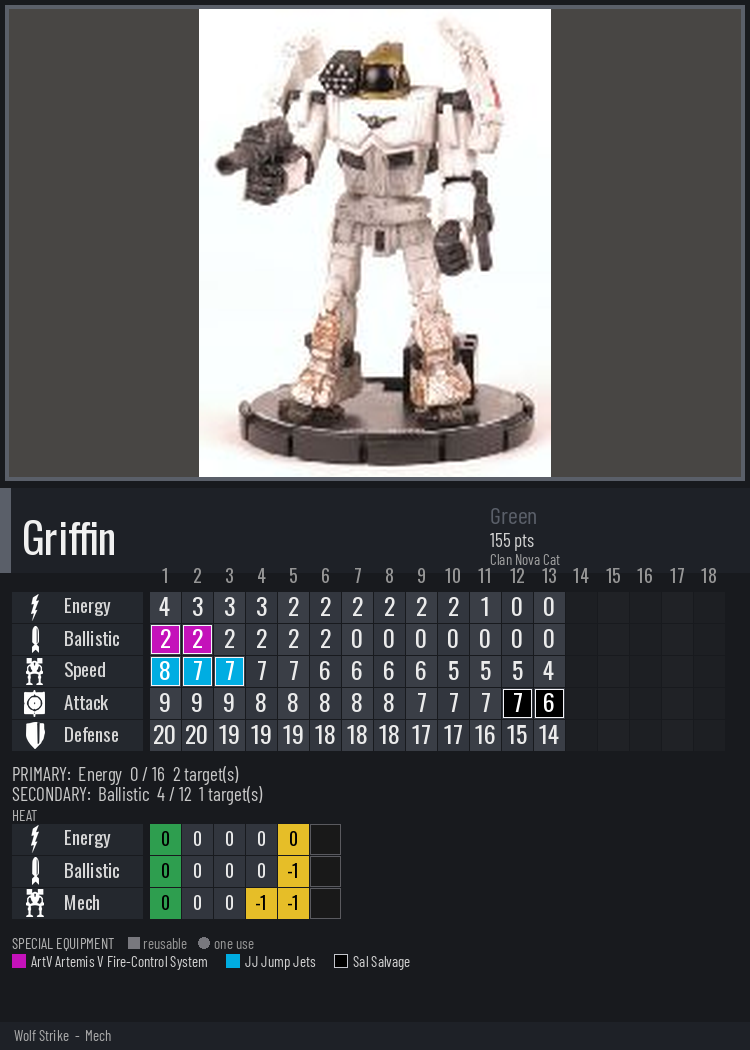 Griffin
Green
155 pts
Clan Nova Cat
1 2 3 4 5 6 7 8 9 10 11 12 13 14 15 16 17 18
Energy 4 3 3 3 2 2 2 2 2 2 1 0 0
Ballistic 2 2 2 2 2 2 0 0 0 0 0 0 0
Speed 8 7 7 7 7 6 6 6 6 5 5 5 4
Attack 9 9 9 8 8 8 8 8 7 7 7 7 6
Defense 20 20 19 19 19 18 18 18 17 17 16 15 14
PRIMARY: Energy 0 / 16 2 target(s)
SECONDARY: Ballistic 4 / 12 1 target(s)
HEAT
Energy 0 0 0 0 0
Ballistic 0 0 0 0 -1
Mech 0 0 0 -1 -1
SPECIAL EQUIPMENT reusable one use
ArtV Artemis V Fire-Control System JJ Jump Jets Sal Salvage
Wolf Strike - Mech